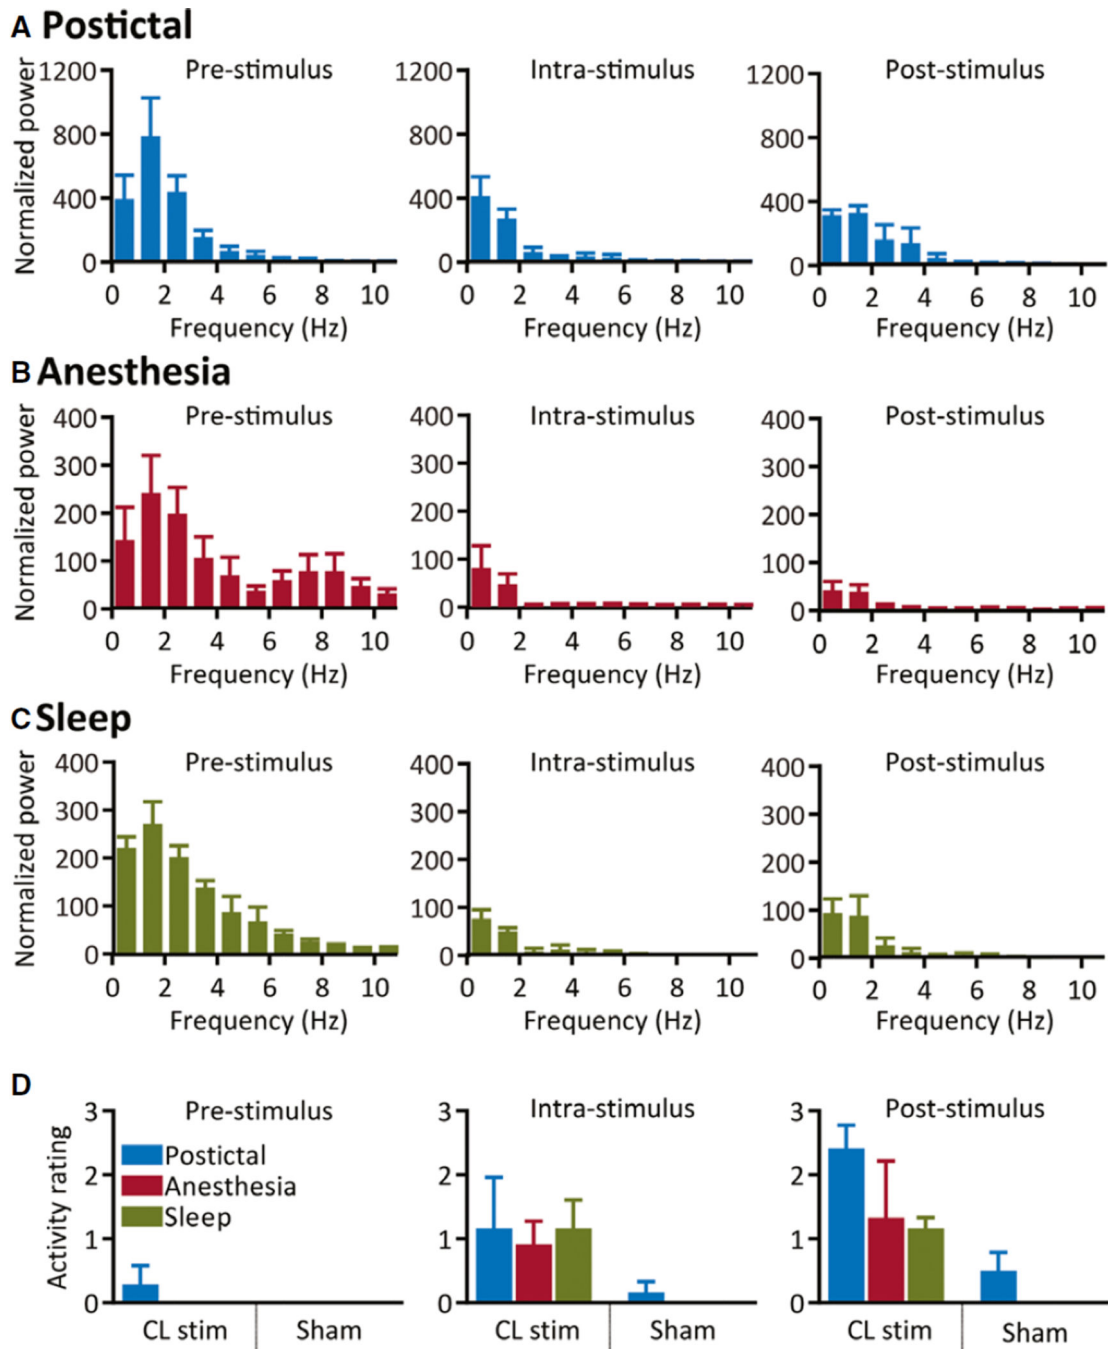 A Postictal
Pre-stimulus Intra-stimulus Post-stimulus
Normalized power
1200 1200 1200
800 800 800
400 400 400
0 0 0
0 2 4 6 8 10 0 2 4 6 8 10 0 2 4 6 8 10
Frequency (Hz) Frequency (Hz) Frequency (Hz)
B Anesthesia
Pre-stimulus Intra-stimulus Post-stimulus
Normalized power
400 400 400
300 300 300
200 200 200
100 100 100
0 0 0
0 2 4 6 8 10 0 2 4 6 8 10 0 2 4 6 8 10
Frequency (Hz) Frequency (Hz) Frequency (Hz)
C Sleep
Pre-stimulus Intra-stimulus Post-stimulus
Normalized power
400 400 400
300 300 300
200 200 200
100 100 100
0 0 0
0 2 4 6 8 10 0 2 4 6 8 10 0 2 4 6 8 10
Frequency (Hz) Frequency (Hz) Frequency (Hz)
D
Pre-stimulus Intra-stimulus Post-stimulus
Activity rating
3 3 3
Postictal
2 2 2
Anesthesia
Sleep
1 1 1
0 0 0
CL stim Sham CL stim Sham CL stim Sham